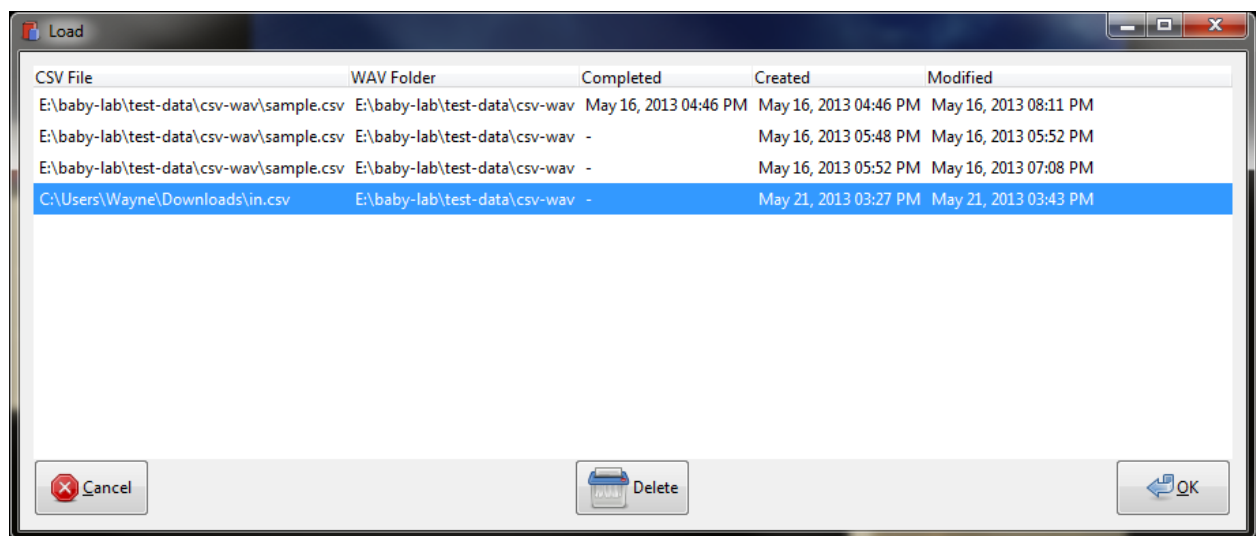 Load
CSV File WAV Folder Completed Created Modified
E:\baby-lab\test-data\csv-wav\sample.csv E:\baby-lab\test-data\csv-wav May 16, 2013 04:46 PM May 16, 2013 04:46 PM May 16, 2013 08:11 PM
E:\baby-lab\test-data\csv-wav\sample.csv E:\baby-lab\test-data\csv-wav - May 16, 2013 05:48 PM May 16, 2013 05:52 PM
E:\baby-lab\test-data\csv-wav\sample.csv E:\baby-lab\test-data\csv-wav - May 16, 2013 05:52 PM May 16, 2013 07:08 PM
C:\Users\Wayne\Downloads\in.csv E:\baby-lab\test-data\csv-wav - May 21, 2013 03:27 PM May 21, 2013 03:43 PM
Cancel Delete OK